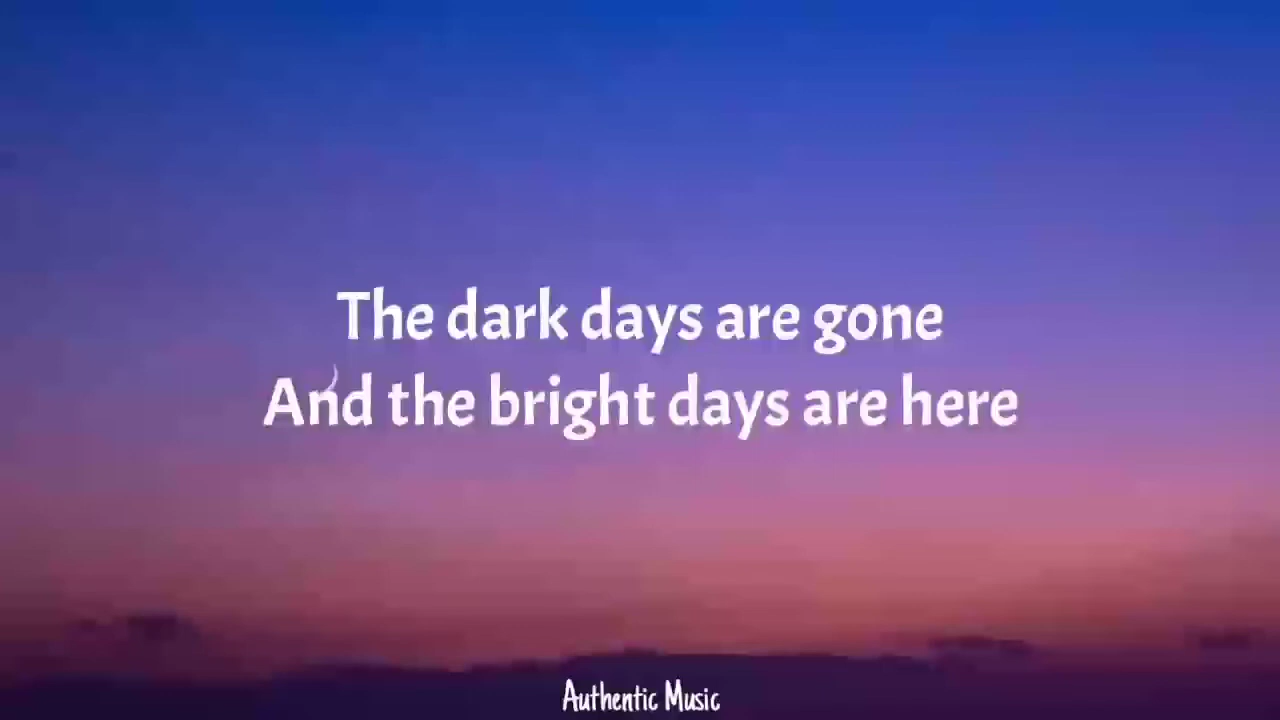 The dark days are gone
And the bright days are here
Authentic Music